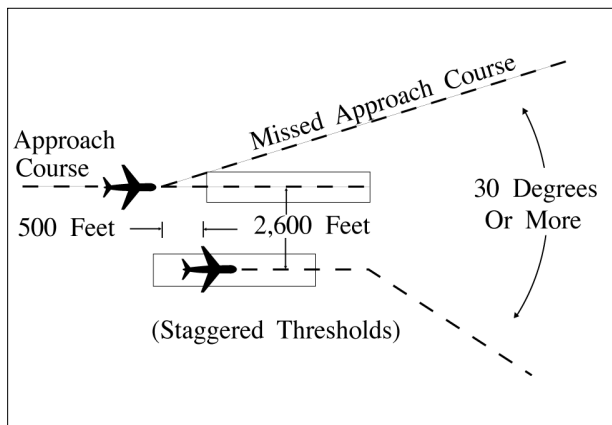 Missed Approach Course
Approach
Course
30 Degrees
Or More
500 Feet
2,600 Feet
(Staggered Thresholds)